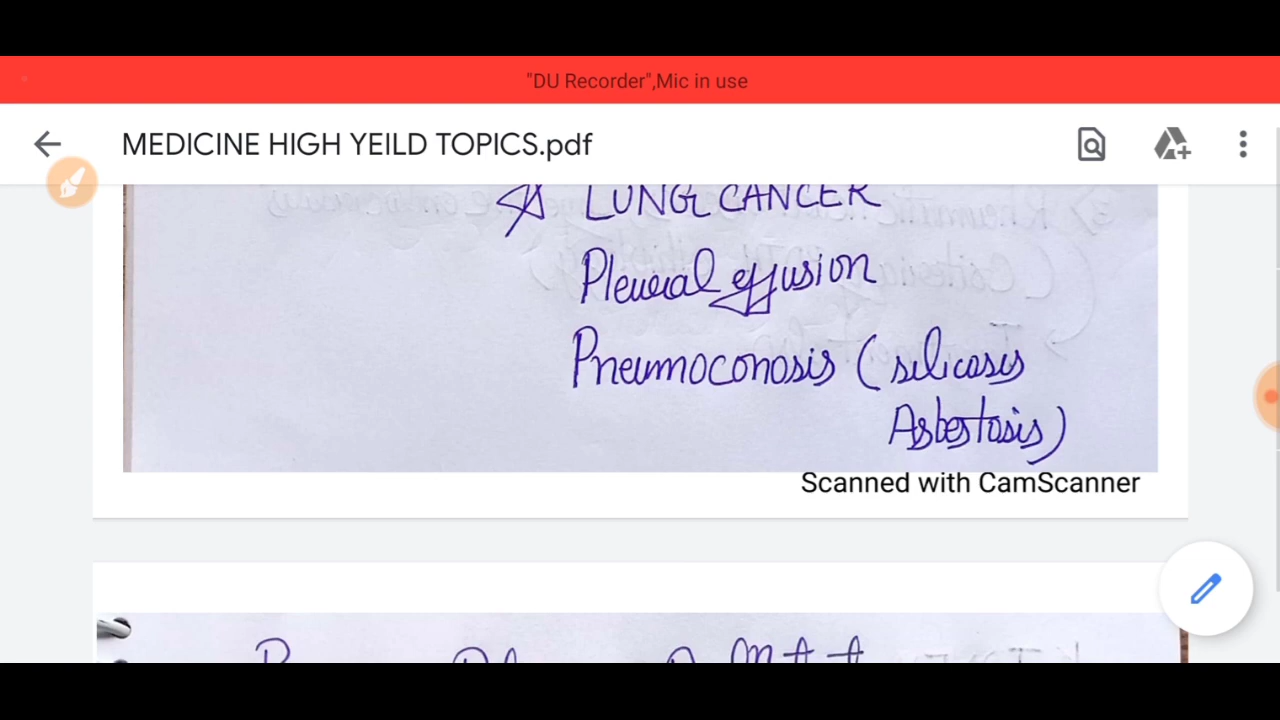 "DU Recorder",Mic in use
MEDICINE HIGH YEILD TOPICS.pdf
LUNG CANCER
Pleural effusion
Pneumoconosis (silicosis
Asbestosis)
Scanned with CamScanner